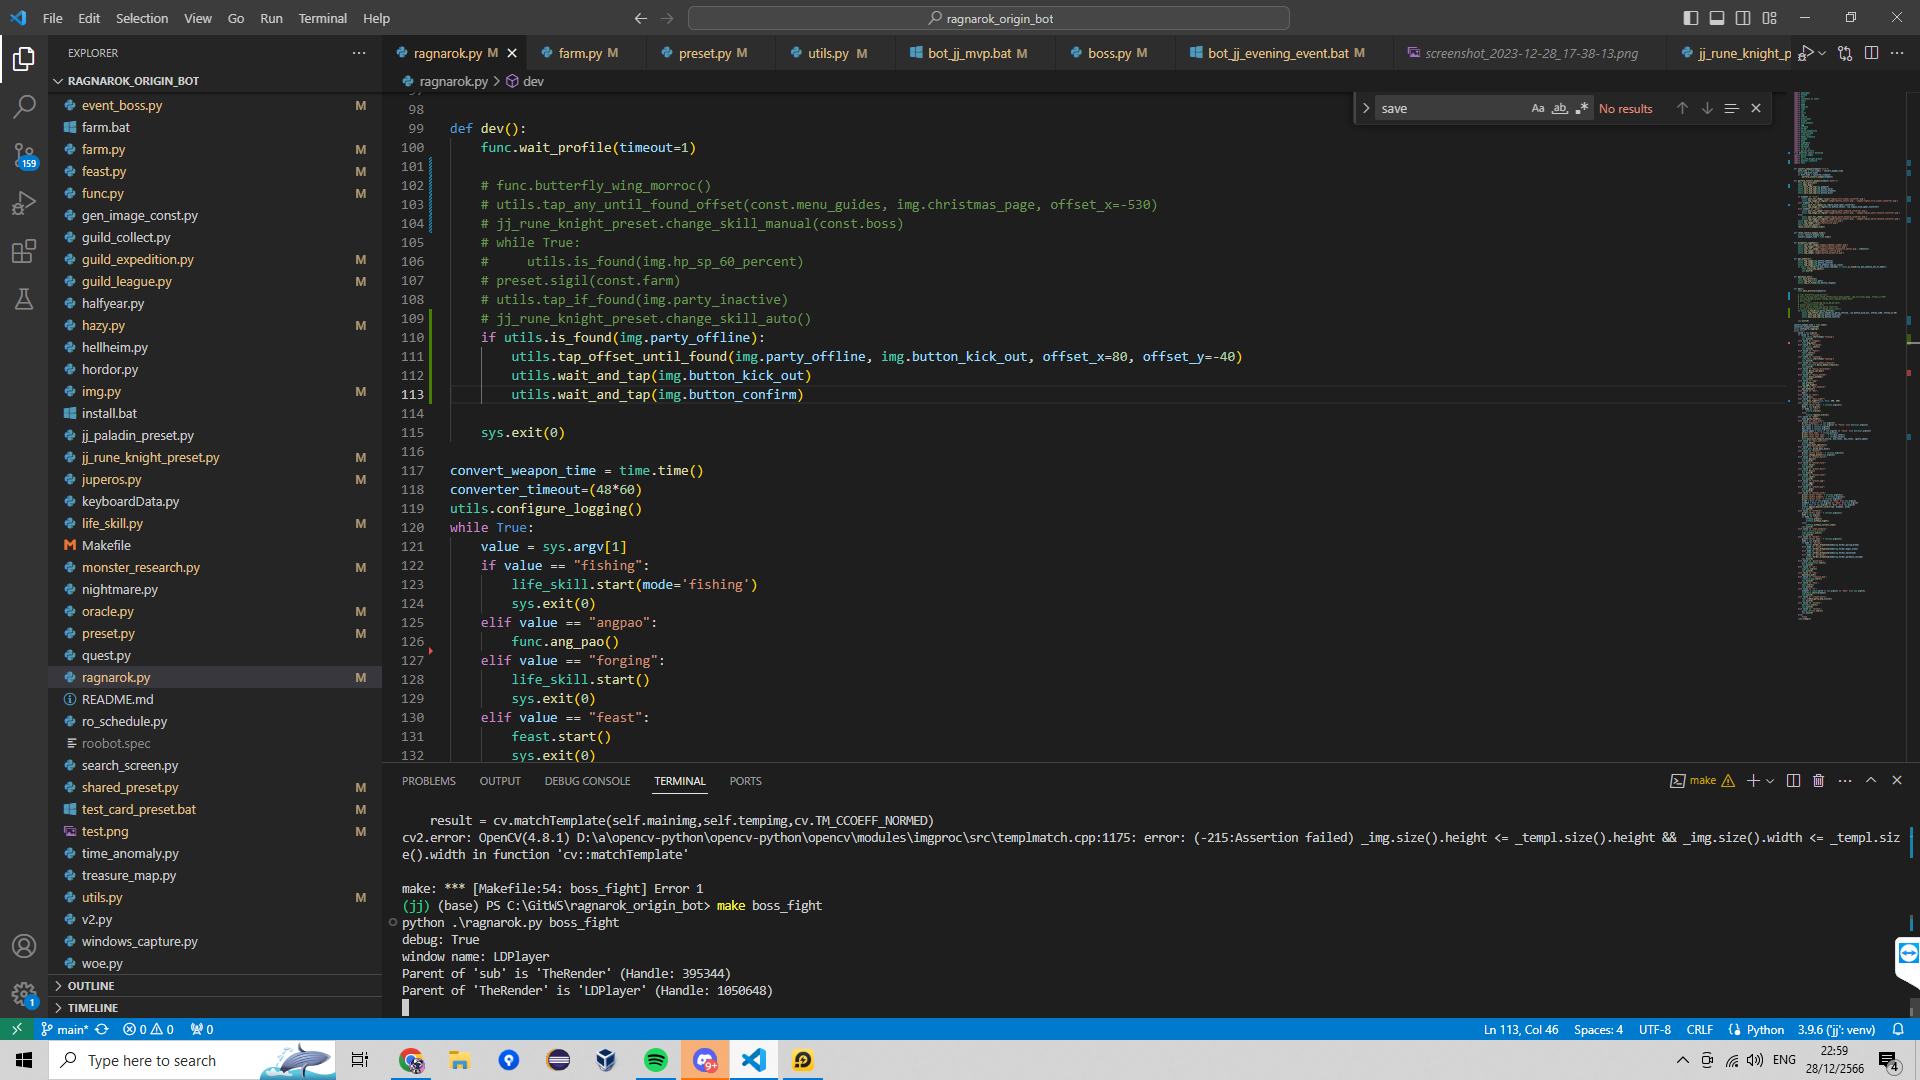 File Edit Selection View Go Run Terminal Help
ragnarok_origin_bot
EXPLORER
RAGNAROK_ORIGIN_BOT
event_boss.py M
farm.bat
farm.py M
feast.py M
func.py M
gen_image_const.py
guild_collect.py
guild_expedition.py M
guild_league.py M
halfyear.py
hazy.py M
hellheim.py
hordor.py
img.py M
install.bat
jj_paladin_preset.py
jj_rune_knight_preset.py M
juperos.py M
keyboardData.py
life_skill.py M
Makefile
monster_research.py M
nightmare.py
oracle.py M
preset.py M
quest.py
ragnarok.py M
README.md
ro_schedule.py
roobot.spec
search_screen.py
shared_preset.py M
test_card_preset.bat M
test.png M
time_anomaly.py
treasure_map.py
utils.py M
v2.py
windows_capture.py
woe.py
OUTLINE
TIMELINE
159
1
ragnarok.py M farm.py M preset.py M utils.py M bot_jj_mvp.bat M boss.py M bot_jj_evening_event.bat M screenshot_2023-12-28_17-38-13.png jj_rune_knight_p
ragnarok.py > dev
save Aa ab No results
98
99 def dev():
100 func.wait_profile(timeout=1)
101
102 # func.butterfly_wing_morroc()
103 # utils.tap_any_until_found_offset(const.menu_guides, img.christmas_page, offset_x=-530)
104 # jj_rune_knight_preset.change_skill_manual(const.boss)
105 # while True:
106 #     utils.is_found(img.hp_sp_60_percent)
107 # preset.sigil(const.farm)
108 # utils.tap_if_found(img.party_inactive)
109 # jj_rune_knight_preset.change_skill_auto()
110 if utils.is_found(img.party_offline):
111 utils.tap_offset_until_found(img.party_offline, img.button_kick_out, offset_x=80, offset_y=-40)
112 utils.wait_and_tap(img.button_kick_out)
113 utils.wait_and_tap(img.button_confirm)
114
115 sys.exit(0)
116
117 convert_weapon_time = time.time()
118 converter_timeout=(48*60)
119 utils.configure_logging()
120 while True:
121 value = sys.argv[1]
122 if value == "fishing":
123 life_skill.start(mode='fishing')
124 sys.exit(0)
125 elif value == "angpao":
126 func.ang_pao()
127 elif value == "forging":
128 life_skill.start()
129 sys.exit(0)
130 elif value == "feast":
131 feast.start()
132 sys.exit(0)
PROBLEMS OUTPUT DEBUG CONSOLE TERMINAL PORTS
make
result = cv.matchTemplate(self.mainimg,self.tempimg,cv.TM_CCOEFF_NORMED)
cv2.error: OpenCV(4.8.1) D:\a\opencv-python\opencv-python\opencv\modules\imgproc\src\templmatch.cpp:1175: error: (-215:Assertion failed) _img.size().height <= _templ.size().height && _img.size().width <= _templ.siz
e().width in function 'cv::matchTemplate'
make: *** [Makefile:54: boss_fight] Error 1
(jj) (base) PS C:\GitWS\ragnarok_origin_bot> make boss_fight
python .\ragnarok.py boss_fight
debug: True
window name: LDPlayer
Parent of 'sub' is 'TheRender' (Handle: 395344)
Parent of 'TheRender' is 'LDPlayer' (Handle: 1050648)
main* 0 0 0
Ln 113, Col 46 Spaces: 4 UTF-8 CRLF Python 3.9.6 ('jj': venv)
Type here to search
9+
ENG
22:59
28/12/2566
4